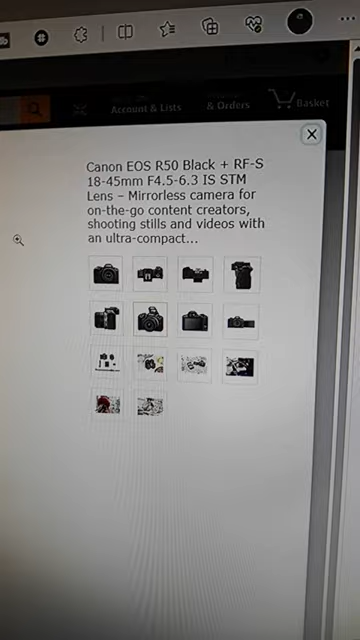 Account & Lists
& Orders
Basket
Canon EOS R50 Black + RF-S
18-45mm F4.5-6.3 IS STM
Lens – Mirrorless camera for
on-the-go content creators,
shooting stills and videos with
an ultra-compact...